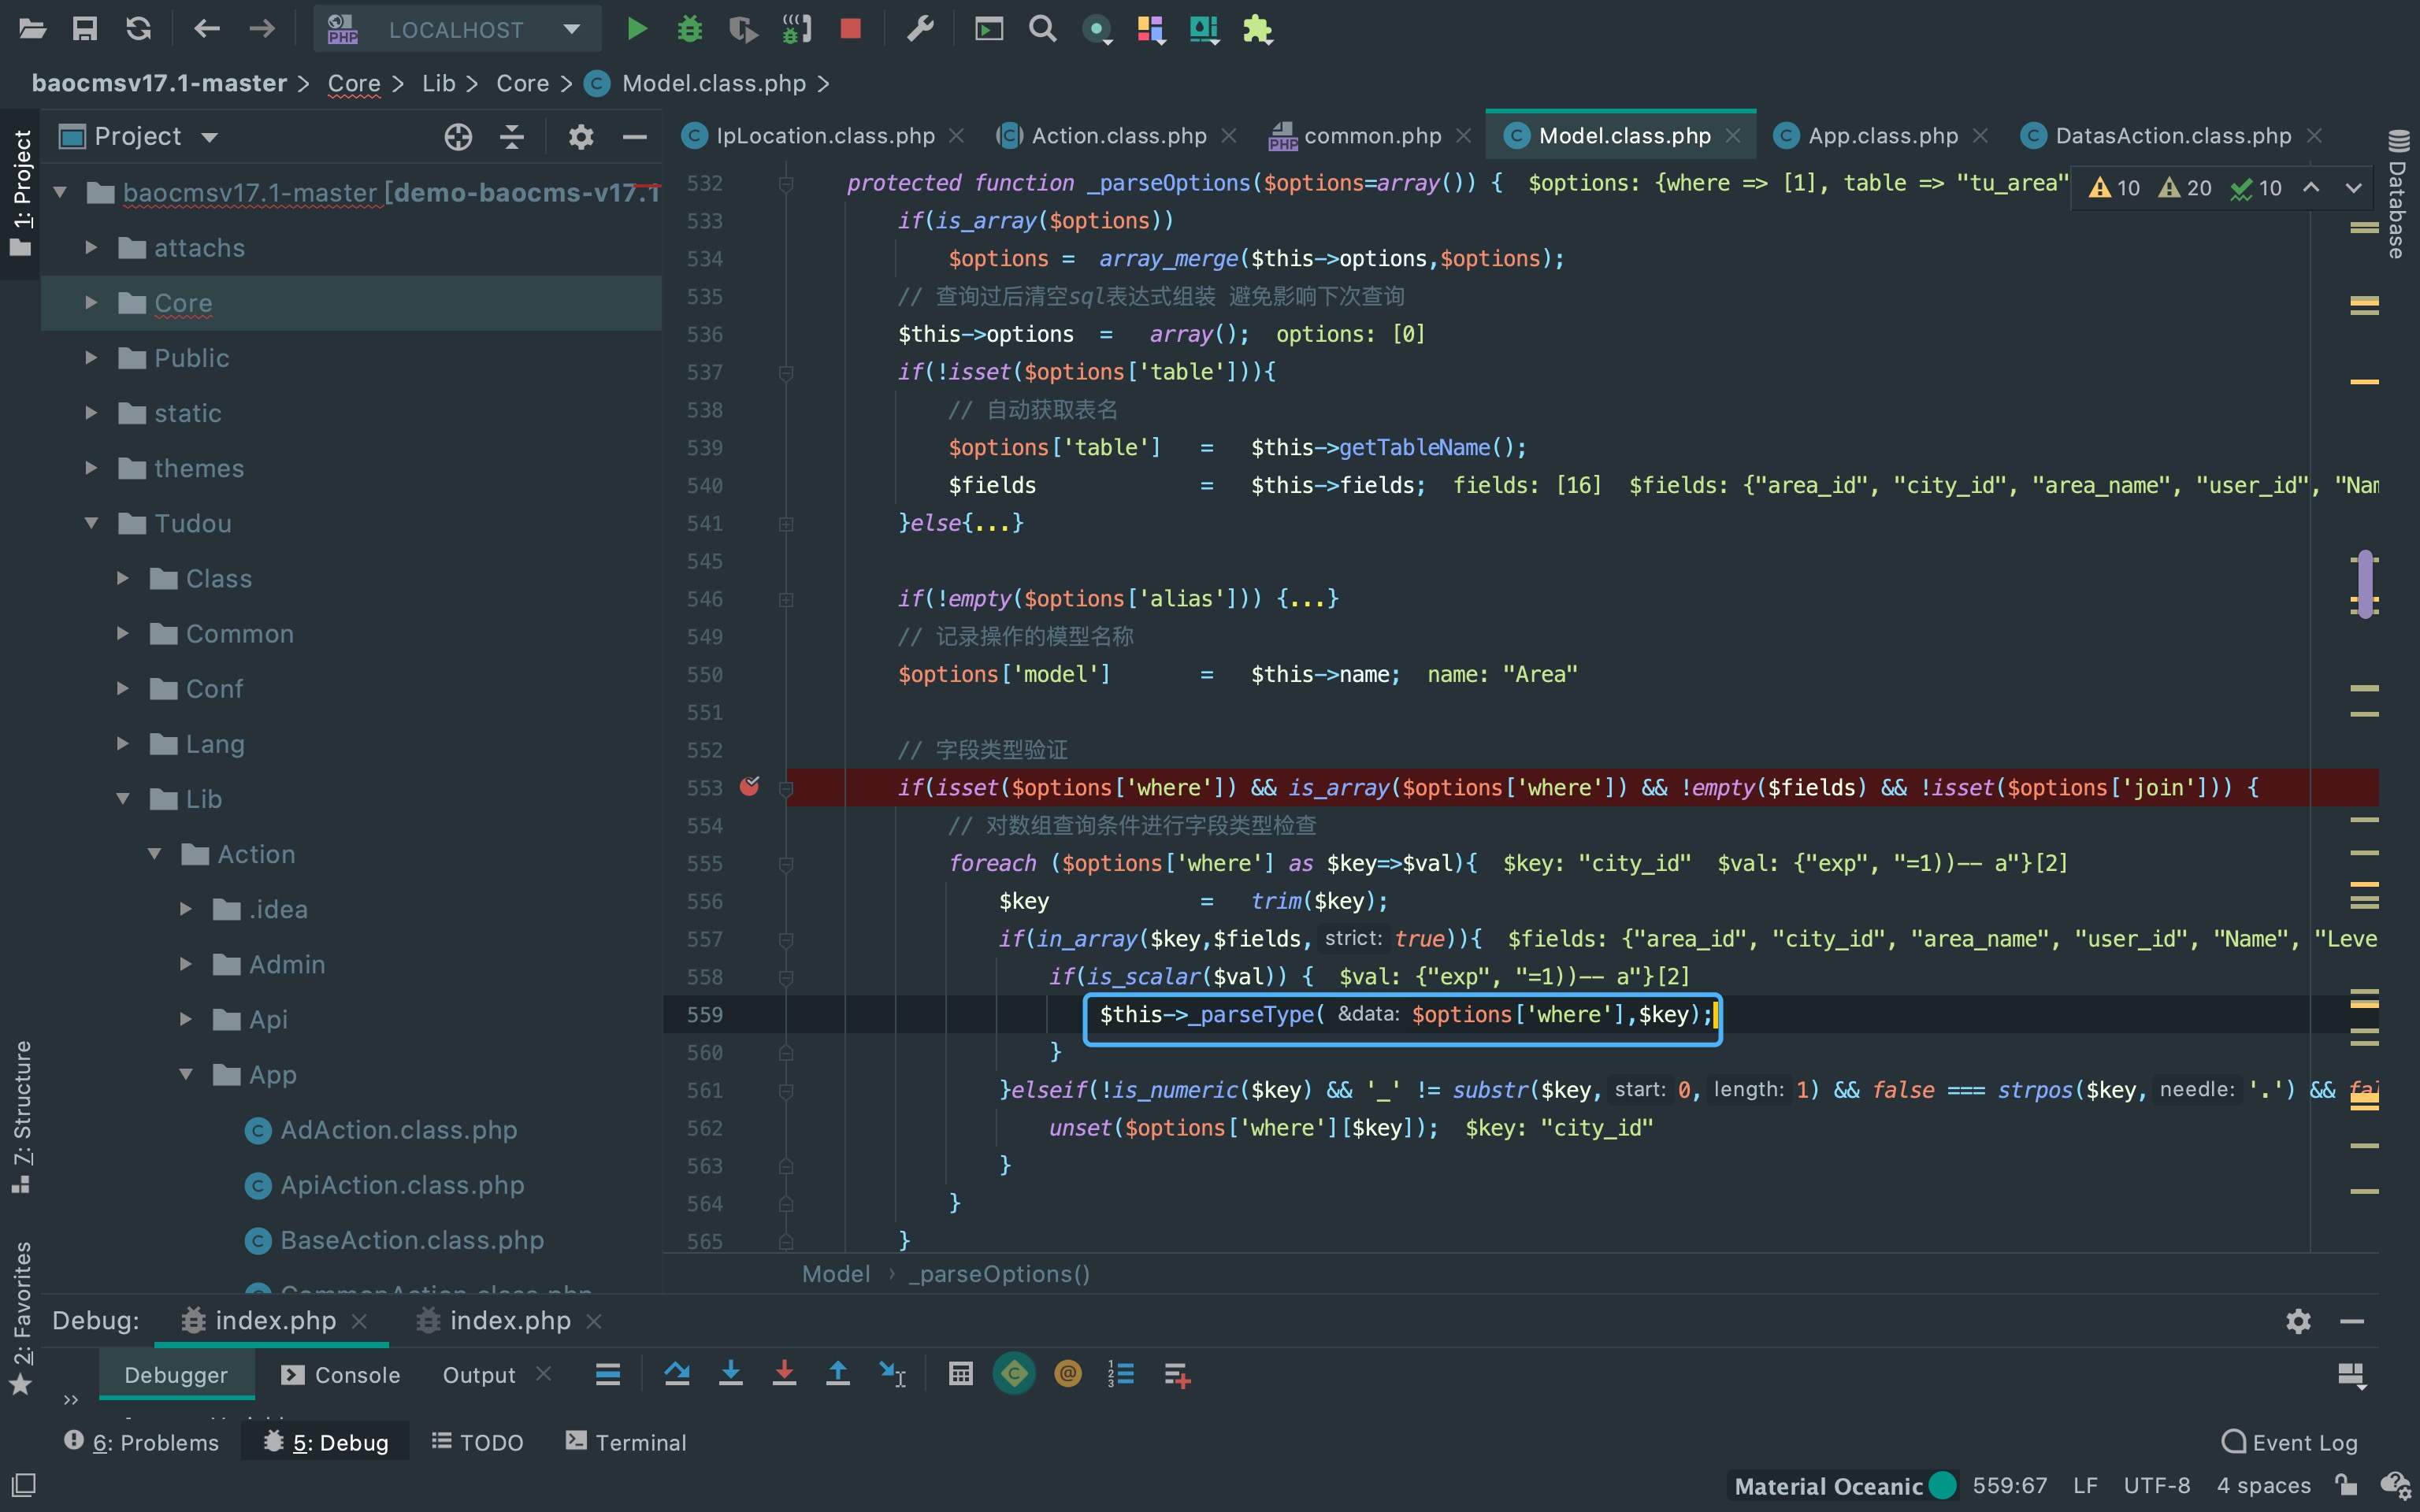 LOCALHOST
baocmsv17.1-master > Core > Lib > Core > Model.class.php >
Project
IpLocation.class.php
Action.class.php
common.php
Model.class.php
App.class.php
DatasAction.class.php
1: Project
7: Structure
2: Favorites
Database
baocmsv17.1-master [demo-baocms-v17.1
attachs
Core
Public
static
themes
Tudou
Class
Common
Conf
Lang
Lib
Action
.idea
Admin
Api
App
AdAction.class.php
ApiAction.class.php
BaseAction.class.php
CommonAction.class.php
10 20 10
532 protected function _parseOptions($options=array()) { $options: {where => [1], table => "tu_area"
533 if(is_array($options))
534 $options = array_merge($this->options,$options);
535 // 查询过后清空sql表达式组装 避免影响下次查询
536 $this->options = array(); options: [0]
537 if(!isset($options['table'])){
538 // 自动获取表名
539 $options['table'] = $this->getTableName();
540 $fields = $this->fields; fields: [16] $fields: {"area_id", "city_id", "area_name", "user_id", "Nam
541 }else{...}
545
546 if(!empty($options['alias'])) {...}
549 // 记录操作的模型名称
550 $options['model'] = $this->name; name: "Area"
551
552 // 字段类型验证
553 if(isset($options['where']) && is_array($options['where']) && !empty($fields) && !isset($options['join'])) {
554 // 对数组查询条件进行字段类型检查
555 foreach ($options['where'] as $key=>$val){ $key: "city_id" $val: {"exp", "=1))-- a"}[2]
556 $key = trim($key);
557 if(in_array($key,$fields, strict: true)){ $fields: {"area_id", "city_id", "area_name", "user_id", "Name", "Leve
558 if(is_scalar($val)) { $val: {"exp", "=1))-- a"}[2]
559 $this->_parseType( &data: $options['where'],$key);
560 }
561 }elseif(!is_numeric($key) && '_' != substr($key, start: 0, length: 1) && false === strpos($key, needle: '.') && fal
562 unset($options['where'][$key]); $key: "city_id"
563 }
564 }
565 }
Model > _parseOptions()
Debug: index.php index.php
Debugger Console Output
6: Problems 5: Debug TODO Terminal Event Log
Material Oceanic 559:67 LF UTF-8 4 spaces